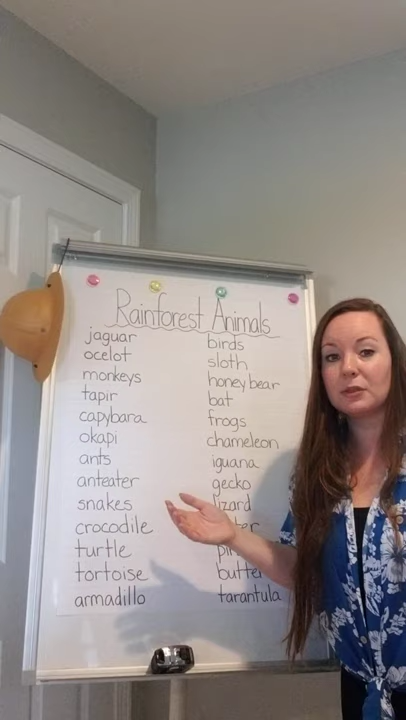 Rainforest Animals
jaguar
ocelot
monkeys
tapir
capybara
okapi
ants
anteater
snakes
crocodile
turtle
tortoise
armadillo
birds
sloth
honey bear
bat
frogs
chameleon
iguana
gecko
lizard
tarantula